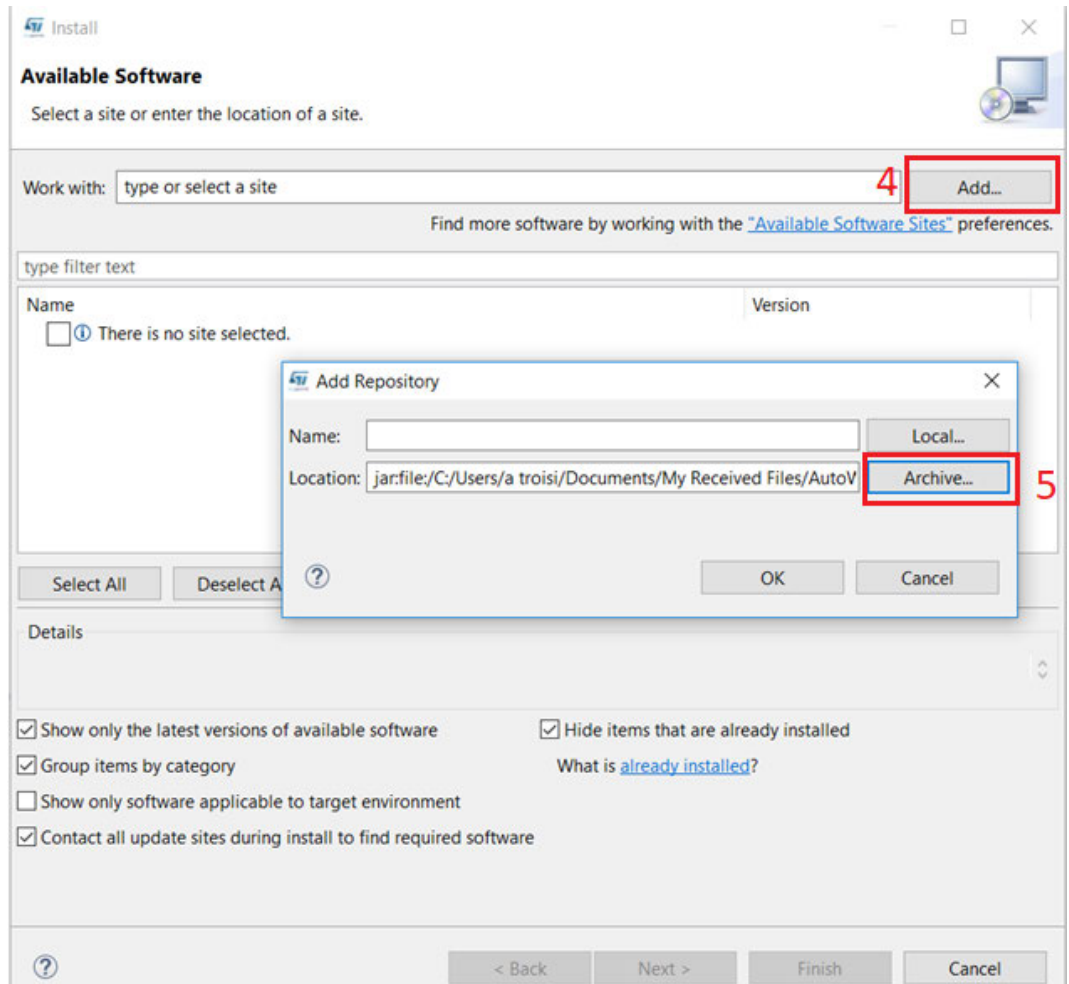 Install
Available Software
Select a site or enter the location of a site.
Work with: type or select a site 4 Add...
Find more software by working with the "Available Software Sites" preferences.
type filter text
Name Version
There is no site selected.
Add Repository
Name: Local...
Location: jar:file:/C:/Users/a troisi/Documents/My Received Files/AutoV Archive... 5
OK Cancel
Select All Deselect A
Details
Show only the latest versions of available software Hide items that are already installed
Group items by category What is already installed?
Show only software applicable to target environment
Contact all update sites during install to find required software
< Back Next > Finish Cancel